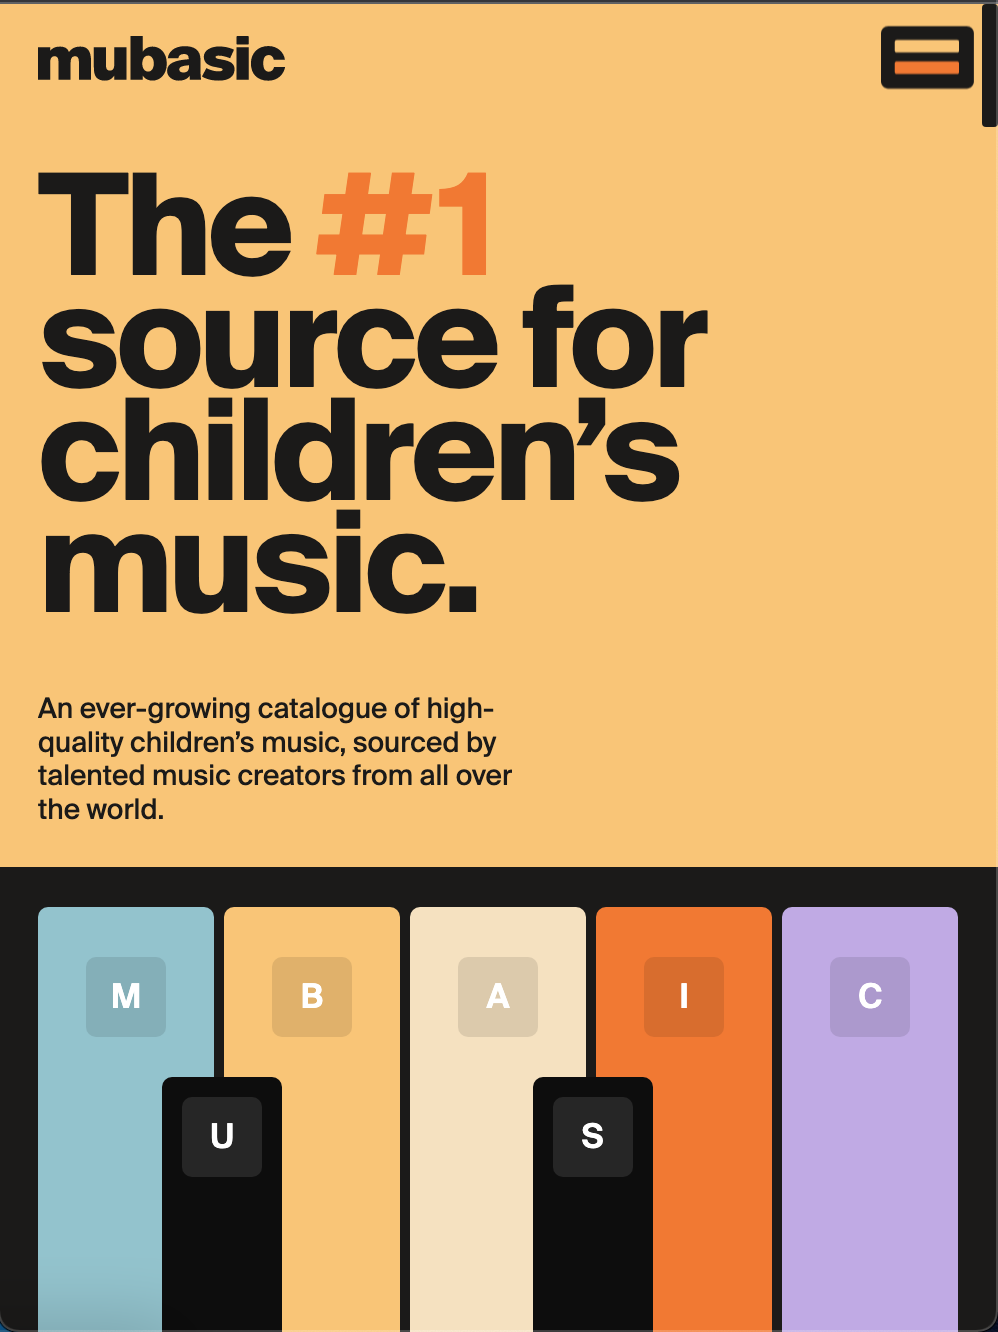 mubasic
The #1
source for
children’s
music.
An ever-growing catalogue of high-
quality children’s music, sourced by
talented music creators from all over
the world.
M B A I C
U S